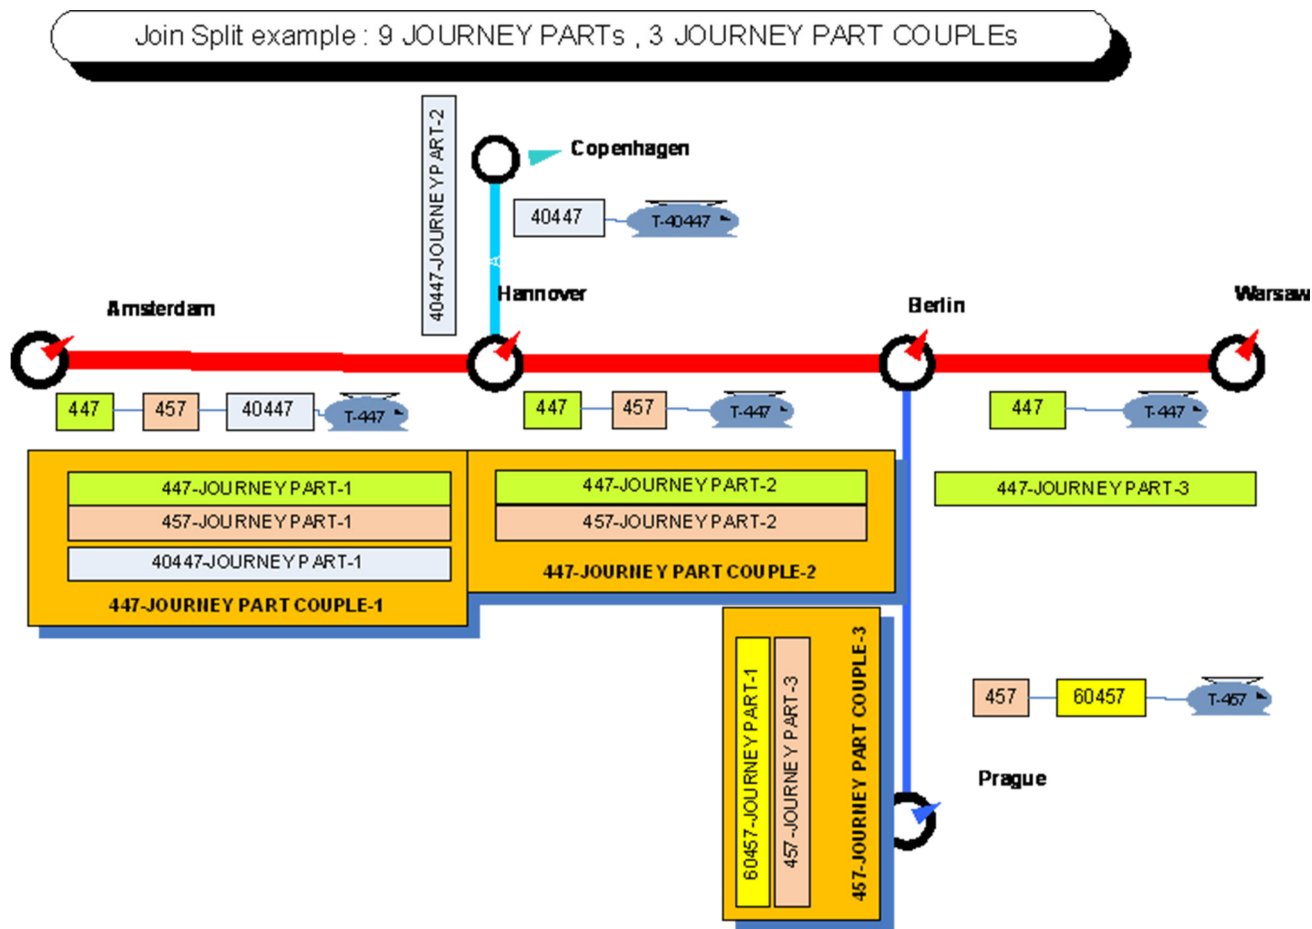 Join Split example : 9 JOURNEY PARTs , 3 JOURNEY PART COUPLEs
40447-JOURNEY PART-2
Copenhagen
40447
T-40447
A
Hannover
Amsterdam
Berlin
Warsaw
447
457
40447
T-447
447
457
T-447
447
T-447
447-JOURNEY PART-1
457-JOURNEY PART-1
40447-JOURNEY PART-1
447-JOURNEY PART COUPLE-1
447-JOURNEY PART-2
457-JOURNEY PART-2
447-JOURNEY PART COUPLE-2
447-JOURNEY PART-3
60457-JOURNEY PART-1
457-JOURNEY PART-3
457-JOURNEY PART COUPLE-3
457
60457
T-457
Prague